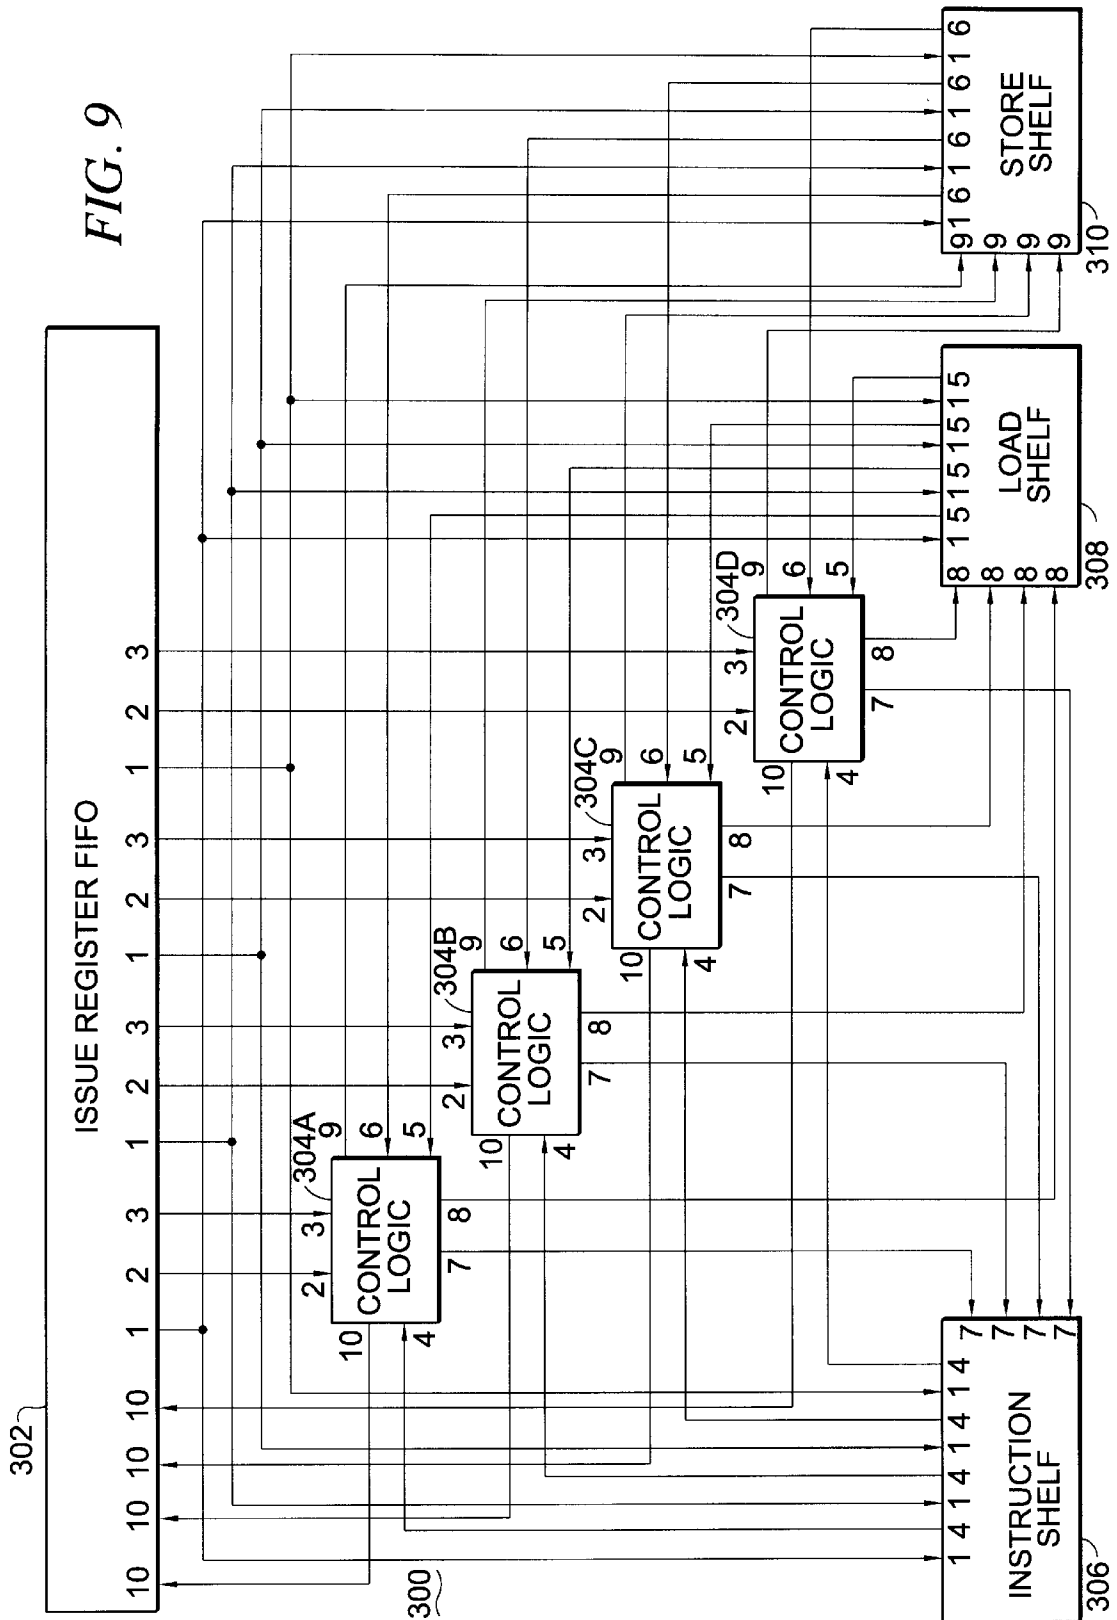 302
ISSUE REGISTER FIFO
FIG. 9
10 10 10 10 1 2 3 1 2 3 1 2 3 1 2 3
304A
2 3 9
10 CONTROL 6
LOGIC
4 5
7 8
304B
2 3 9
10 CONTROL 6
LOGIC
4 5
7 8
304C
2 3 9
10 CONTROL 6
LOGIC
4 5
7 8
304D
2 3 9
10 CONTROL 6
LOGIC
4 5
7 8
300
1 4 1 4 1 4 1 4
7
7
7
7
INSTRUCTION
SHELF
306
1 5 1 5 1 5 1 5
8
8
8
8
LOAD
SHELF
308
1 6 1 6 1 6 1 6
9
9
9
9
STORE
SHELF
310